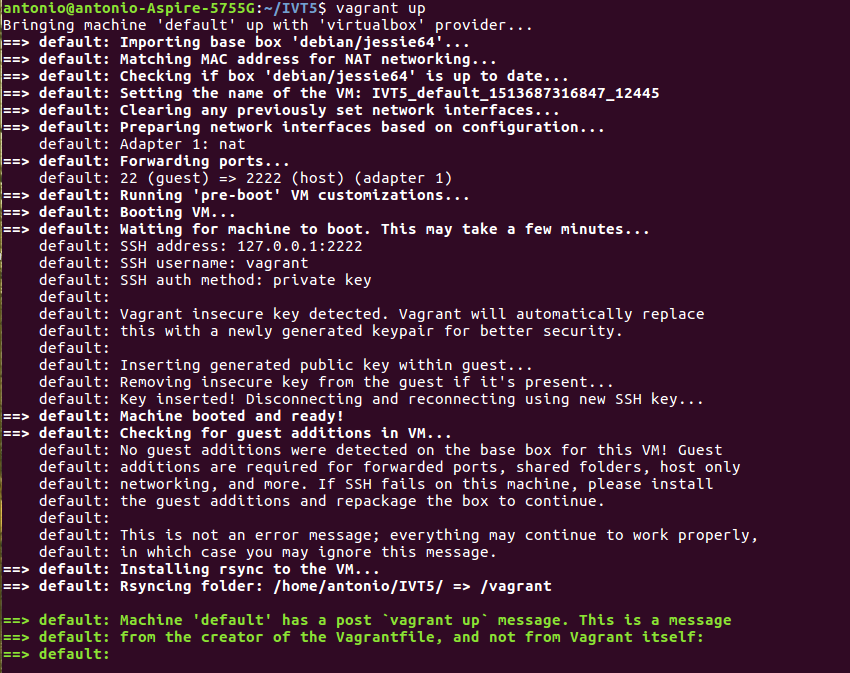 antonio@antonio-Aspire-5755G:~/IVT5$ vagrant up
Bringing machine 'default' up with 'virtualbox' provider...
==> default: Importing base box 'debian/jessie64'...
==> default: Matching MAC address for NAT networking...
==> default: Checking if box 'debian/jessie64' is up to date...
==> default: Setting the name of the VM: IVT5_default_1513687316847_12445
==> default: Clearing any previously set network interfaces...
==> default: Preparing network interfaces based on configuration...
    default: Adapter 1: nat
==> default: Forwarding ports...
    default: 22 (guest) => 2222 (host) (adapter 1)
==> default: Running 'pre-boot' VM customizations...
==> default: Booting VM...
==> default: Waiting for machine to boot. This may take a few minutes...
    default: SSH address: 127.0.0.1:2222
    default: SSH username: vagrant
    default: SSH auth method: private key
    default:
    default: Vagrant insecure key detected. Vagrant will automatically replace
    default: this with a newly generated keypair for better security.
    default:
    default: Inserting generated public key within guest...
    default: Removing insecure key from the guest if it's present...
    default: Key inserted! Disconnecting and reconnecting using new SSH key...
==> default: Machine booted and ready!
==> default: Checking for guest additions in VM...
    default: No guest additions were detected on the base box for this VM! Guest
    default: additions are required for forwarded ports, shared folders, host only
    default: networking, and more. If SSH fails on this machine, please install
    default: the guest additions and repackage the box to continue.
    default:
    default: This is not an error message; everything may continue to work properly,
    default: in which case you may ignore this message.
==> default: Installing rsync to the VM...
==> default: Rsyncing folder: /home/antonio/IVT5/ => /vagrant
==> default: Machine 'default' has a post `vagrant up` message. This is a message
==> default: from the creator of the Vagrantfile, and not from Vagrant itself:
==> default: